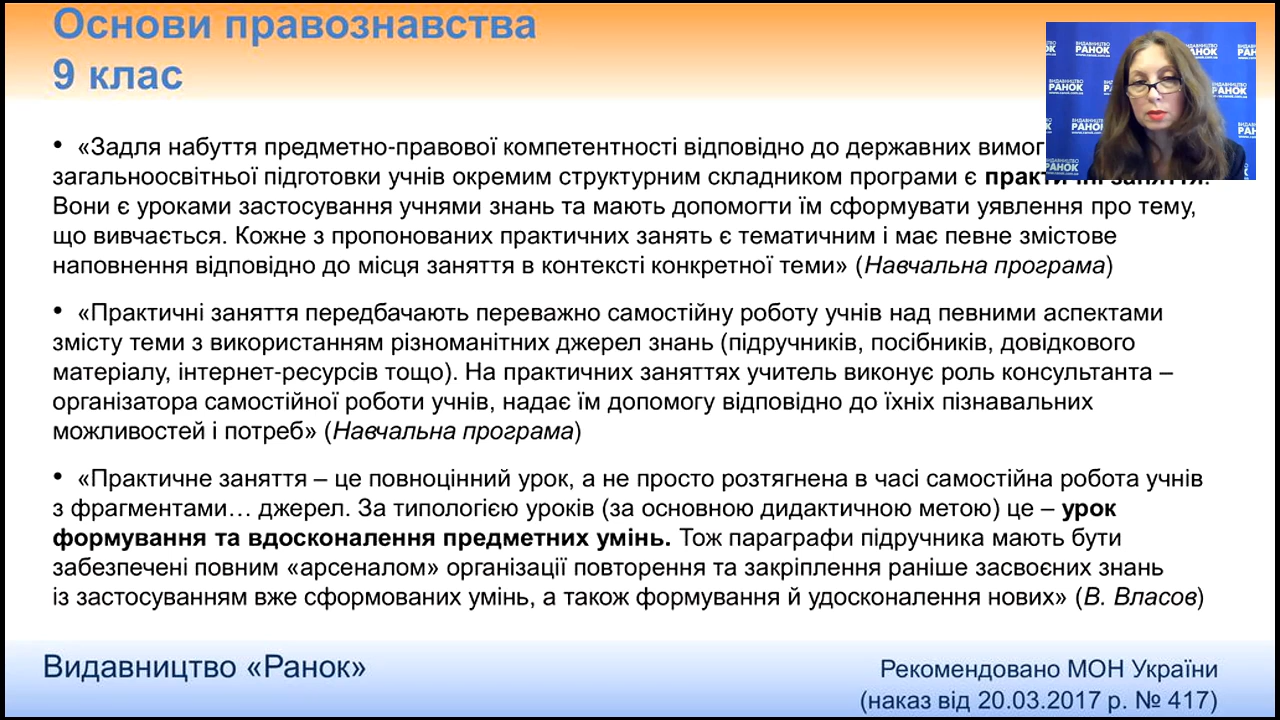 Основи правознавства
9 клас
• «Задля набуття предметно-правової компетентності відповідно до державних вимог
загальноосвітньої підготовки учнів окремим структурним складником програми є практичні заняття.
Вони є уроками застосування учнями знань та мають допомогти їм сформувати уявлення про тему,
що вивчається. Кожне з пропонованих практичних занять є тематичним і має певне змістове
наповнення відповідно до місця заняття в контексті конкретної теми» (Навчальна програма)
• «Практичні заняття передбачають переважно самостійну роботу учнів над певними аспектами
змісту теми з використанням різноманітних джерел знань (підручників, посібників, довідкового
матеріалу, інтернет-ресурсів тощо). На практичних заняттях учитель виконує роль консультанта –
організатора самостійної роботи учнів, надає їм допомогу відповідно до їхніх пізнавальних
можливостей і потреб» (Навчальна програма)
• «Практичне заняття – це повноцінний урок, а не просто розтягнена в часі самостійна робота учнів
з фрагментами… джерел. За типологією уроків (за основною дидактичною метою) це – урок
формування та вдосконалення предметних умінь. Тож параграфи підручника мають бути
забезпечені повним «арсеналом» організації повторення та закріплення раніше засвоєних знань
із застосуванням вже сформованих умінь, а також формування й удосконалення нових» (В. Власов)
Видавництво «Ранок»
Рекомендовано МОН України
(наказ від 20.03.2017 р. № 417)
ВИДАВНИЦТВО
РАНОК